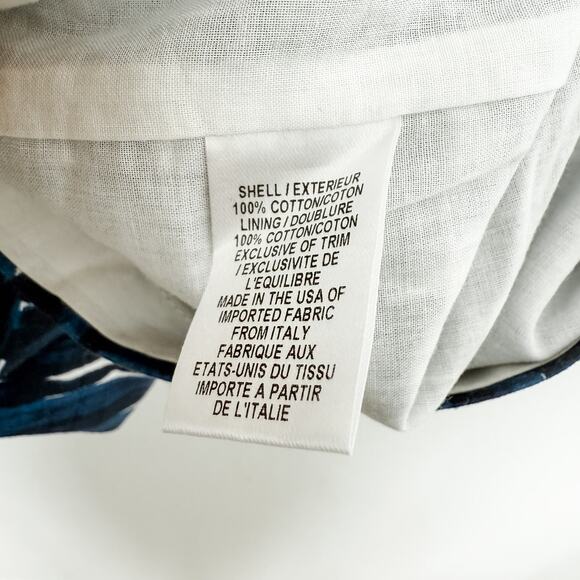 SHELL / EXTERIEUR
100% COTTON/COTON
LINING / DOUBLURE
100% COTTON/COTON
EXCLUSIVE OF TRIM
/EXCLUSIVITE DE
L'EQUILIBRE
MADE IN THE USA OF
IMPORTED FABRIC
FROM ITALY
FABRIQUE AUX
ETATS-UNIS DU TISSU
IMPORTE A PARTIR
DE L'ITALIE